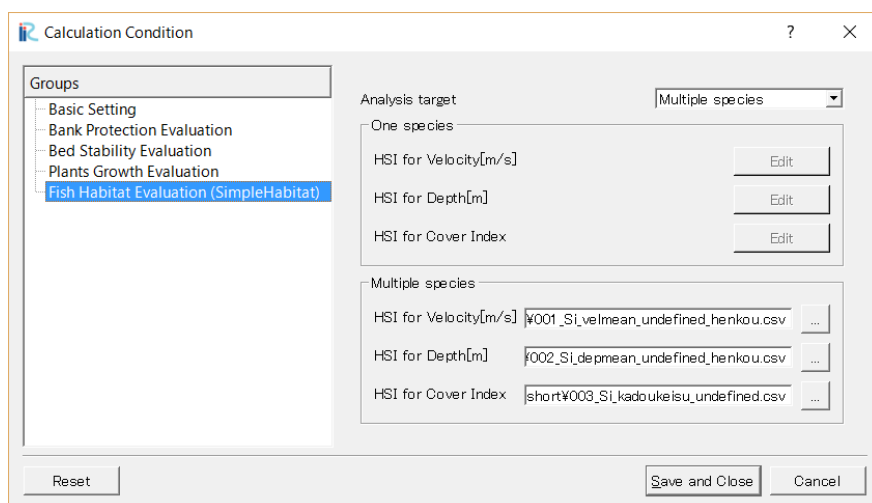 iRIC Calculation Condition ? ×
Groups
Basic Setting
Bank Protection Evaluation
Bed Stability Evaluation
Plants Growth Evaluation
Fish Habitat Evaluation (SimpleHabitat)
Analysis target Multiple species
One species
HSI for Velocity[m/s] Edit
HSI for Depth[m] Edit
HSI for Cover Index Edit
Multiple species
HSI for Velocity[m/s] ¥001_Si_velmean_undefined_henkou.csv ...
HSI for Depth[m] ¥002_Si_depmean_undefined_henkou.csv ...
HSI for Cover Index short¥003_Si_kadoukeisu_undefined.csv ...
Reset Save and Close Cancel